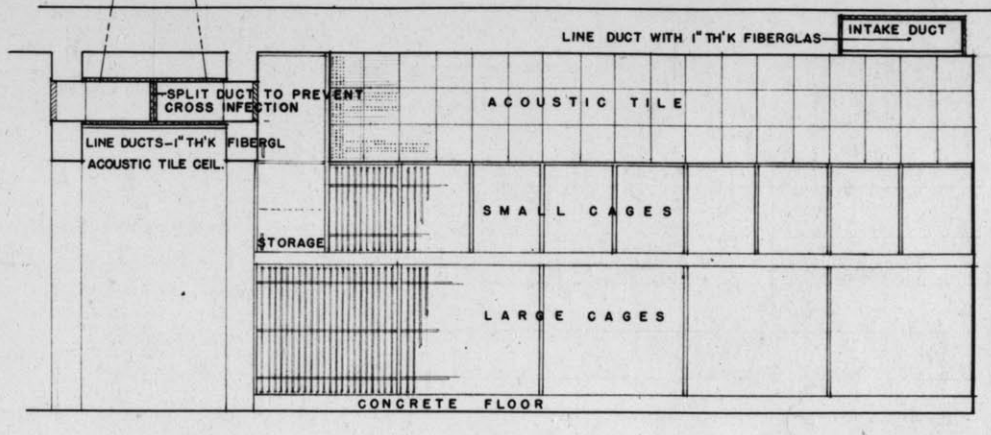 LINE DUCT WITH 1" TH'K FIBERGLAS
INTAKE DUCT
SPLIT DUCT TO PREVENT
CROSS INFECTION
ACOUSTIC TILE
LINE DUCTS-1" TH'K FIBERGL
ACOUSTIC TILE CEIL.
SMALL CAGES
STORAGE
LARGE CAGES
CONCRETE FLOOR